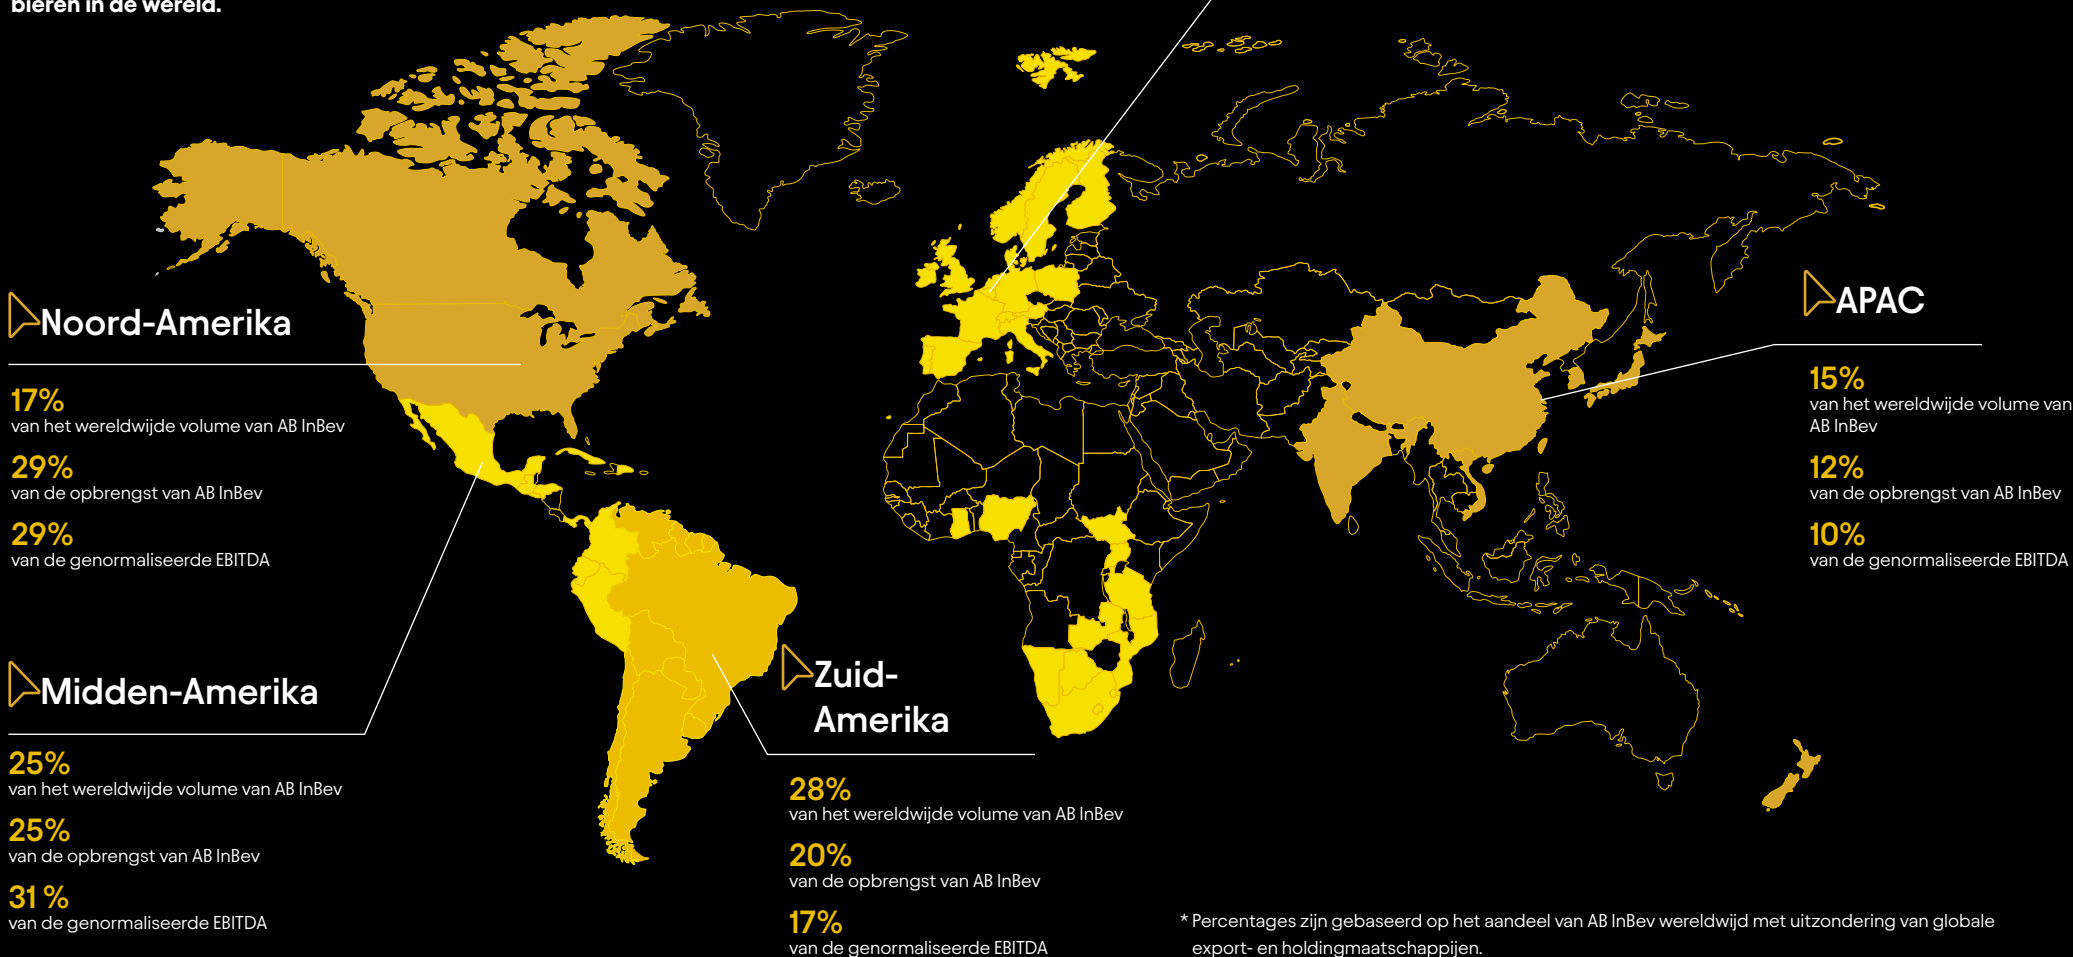 bieren in de wereld.
Noord-Amerika
17%
van het wereldwijde volume van AB InBev
29%
van de opbrengst van AB InBev
29%
van de genormaliseerde EBITDA
Midden-Amerika
25%
van het wereldwijde volume van AB InBev
25%
van de opbrengst van AB InBev
31 %
van de genormaliseerde EBITDA
Zuid-
Amerika
28%
van het wereldwijde volume van AB InBev
20%
van de opbrengst van AB InBev
17%
van de genormaliseerde EBITDA
APAC
15%
van het wereldwijde volume van
AB InBev
12%
van de opbrengst van AB InBev
10%
van de genormaliseerde EBITDA
* Percentages zijn gebaseerd op het aandeel van AB InBev wereldwijd met uitzondering van globale
export- en holdingmaatschappijen.